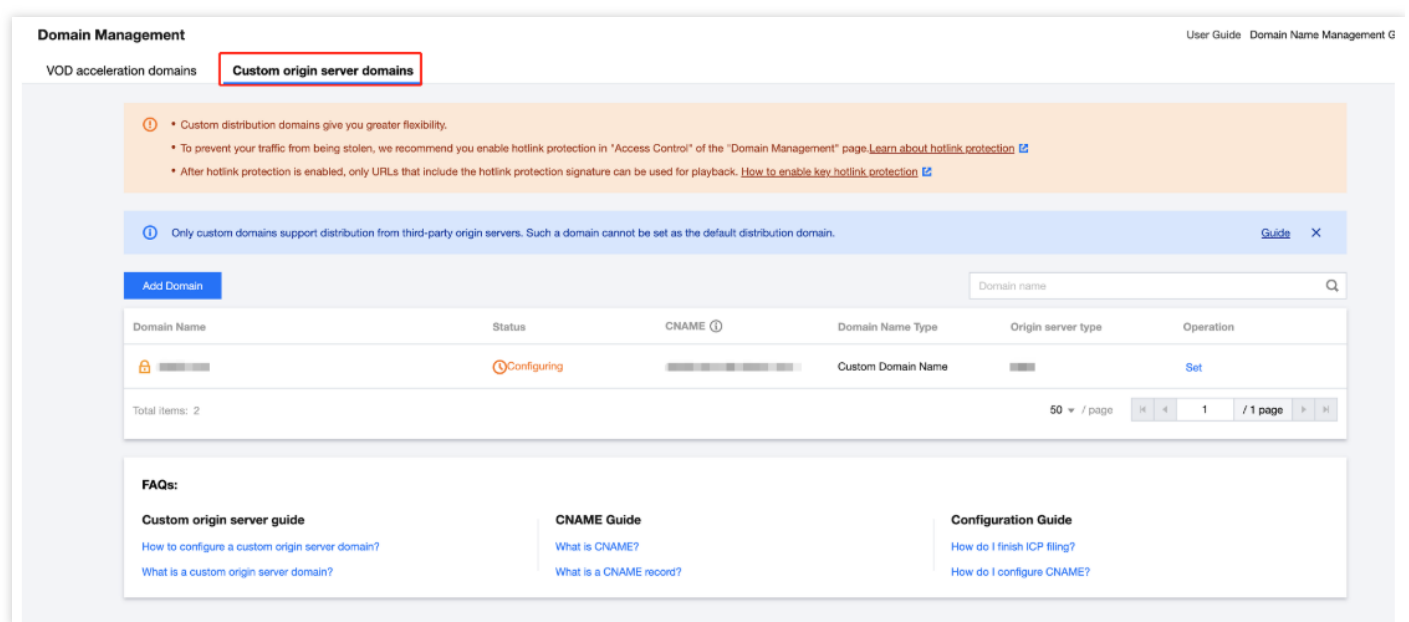 Domain Management
User Guide Domain Name Management G
VOD acceleration domains Custom origin server domains
• Custom distribution domains give you greater flexibility.
• To prevent your traffic from being stolen, we recommend you enable hotlink protection in "Access Control" of the "Domain Management" page.Learn about hotlink protection
• After hotlink protection is enabled, only URLs that include the hotlink protection signature can be used for playback. How to enable key hotlink protection
Only custom domains support distribution from third-party origin servers. Such a domain cannot be set as the default distribution domain. Guide
Add Domain Domain name
Domain Name Status CNAME Domain Name Type Origin server type Operation
Configuring Custom Domain Name Set
Total items: 2 50 / page 1 / 1 page
FAQs:
Custom origin server guide CNAME Guide Configuration Guide
How to configure a custom origin server domain? What is CNAME? How do I finish ICP filing?
What is a custom origin server domain? What is a CNAME record? How do I configure CNAME?